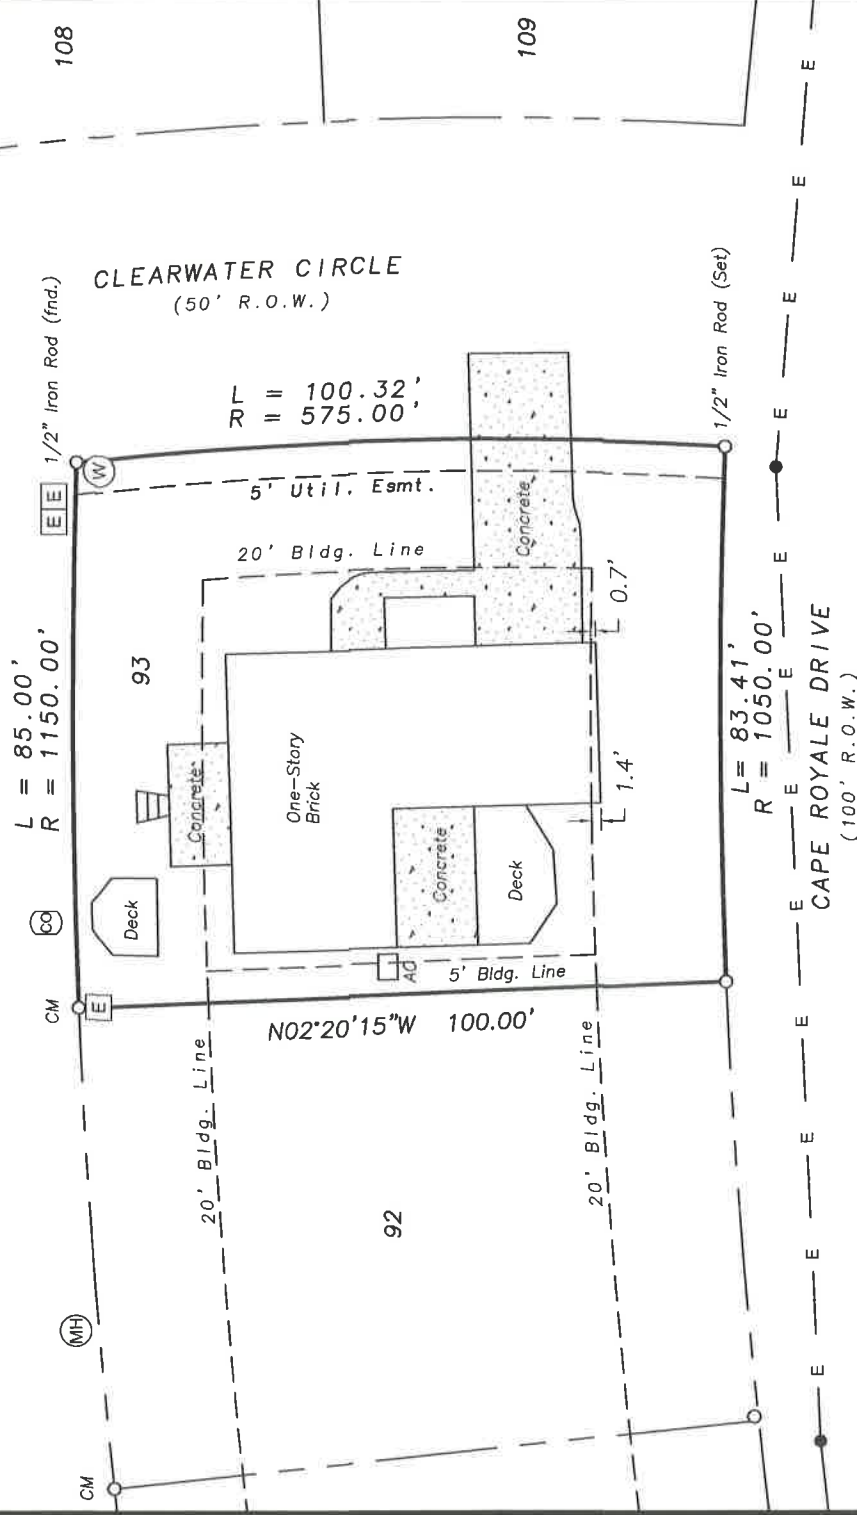 108
109
CLEARWATER CIRCLE
(50' R.O.W.)
1/2" Iron Rod (fnd.)
1/2" Iron Rod (Set)
L = 100.32'
R = 575.00'
W
E E
5' Util. Esmt.
20' Bldg. Line
Concrete
0.7'
93
L = 85.00'
R = 1150.00'
One-Story
Brick
Concrete
1.4'
L= 83.41'
R = 1050.00'
CAPE ROYALE DRIVE
(100' R.O.W.)
Concrete
Deck
Deck
CO
AC
5' Bldg. Line
CM
E
N02°20'15"W 100.00'
20' Bldg. Line
20' Bldg. Line
92
MH
CM
E
E
E
E
E
E
E
E
E
E
E
E